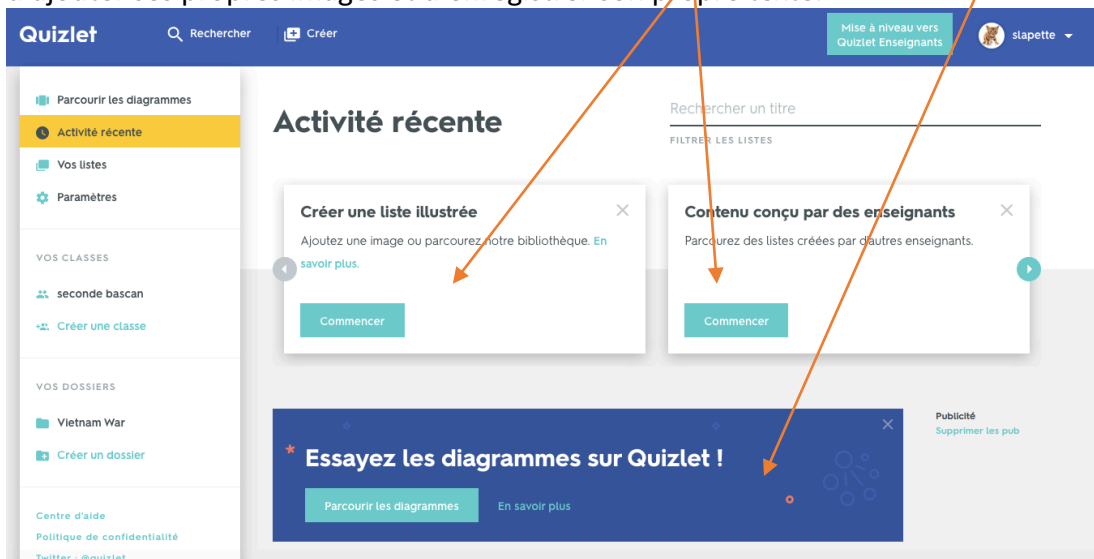 Quizlet
Rechercher
Créer
Mise à niveau vers
Quizlet Enseignants
slapette
Parcourir les diagrammes
Activité récente
Vos listes
Paramètres
VOS CLASSES
seconde bascan
Créer une classe
VOS DOSSIERS
Vietnam War
Créer un dossier
Centre d'aide
Politique de confidentialité
Twitter : @quizlet
Activité récente
Rechercher un titre
FILTRER LES LISTES
Créer une liste illustrée
Ajoutez une image ou parcourez notre bibliothèque. En
savoir plus.
Commencer
Contenu conçu par des enseignants
Parcourez des listes créées par d'autres enseignants.
Commencer
Essayez les diagrammes sur Quizlet !
Parcourir les diagrammes
En savoir plus
Publicité
Supprimer les pub